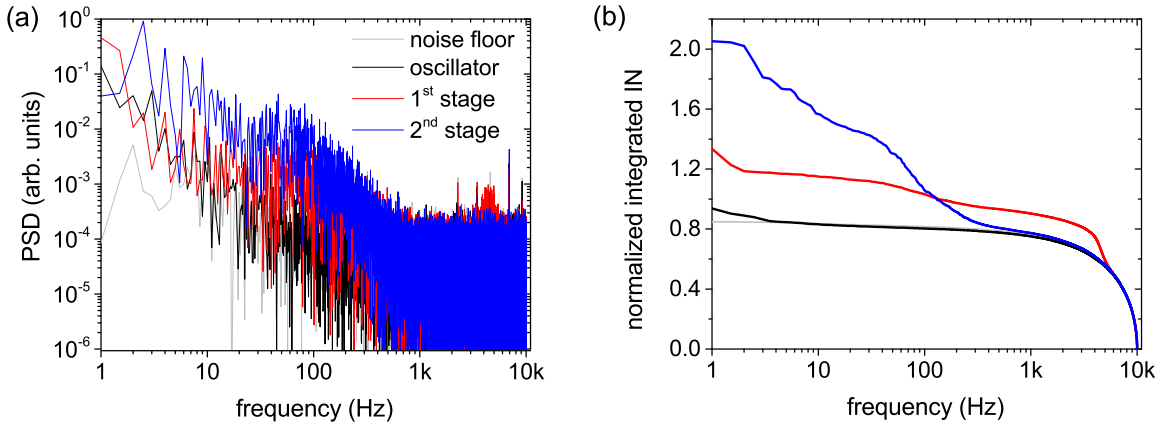 (a)
10⁰
10⁻¹
10⁻²
10⁻³
10⁻⁴
10⁻⁵
10⁻⁶
PSD (arb. units)
noise floor
oscillator
1st stage
2nd stage
1 10 100 1k 10k
frequency (Hz)
(b)
2.0
1.6
1.2
0.8
0.4
0.0
normalized integrated IN
1 10 100 1k 10k
frequency (Hz)